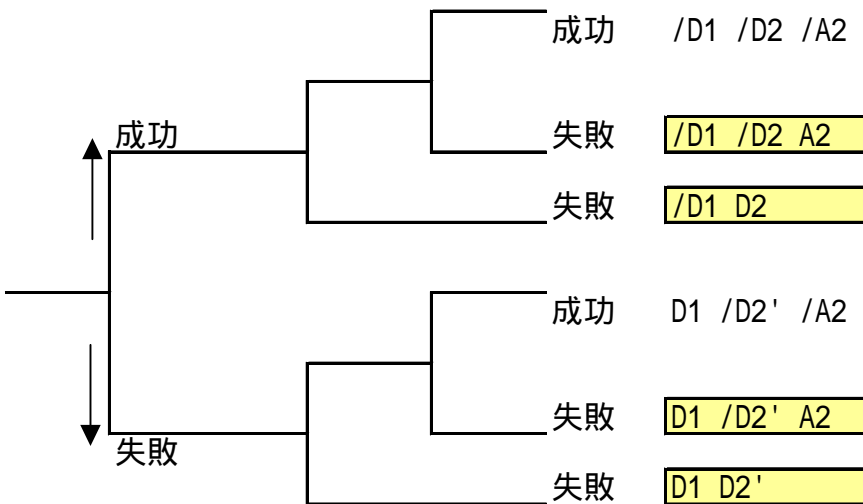 成功 /D1 /D2 /A2
成功
失敗 /D1 /D2 A2
失敗 /D1 D2
成功 D1 /D2' /A2
失敗 D1 /D2' A2
失敗
失敗 D1 D2'